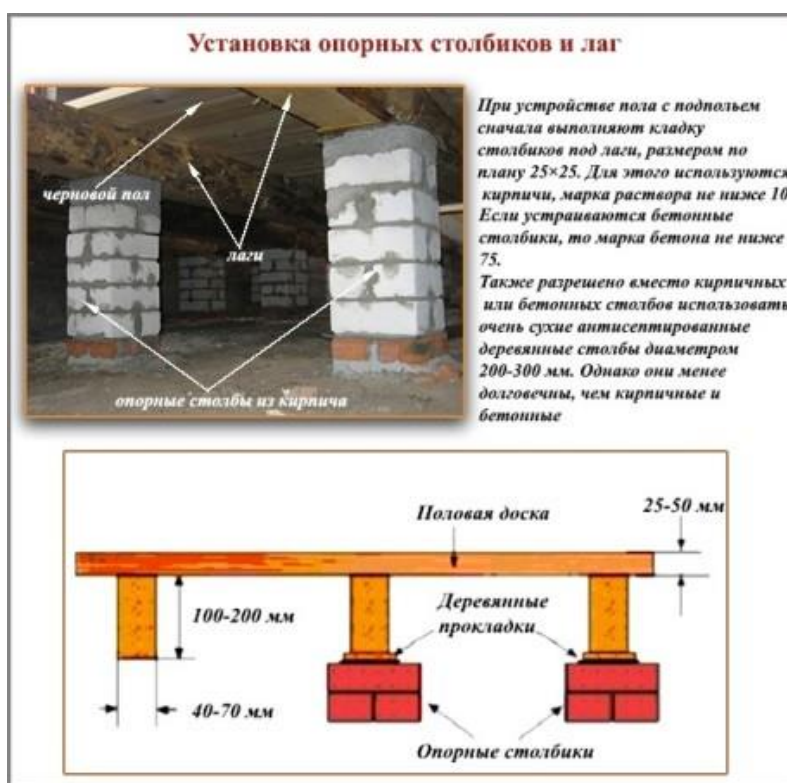 Установка опорных столбиков и лаг
При устройстве пола с подпольем
сначала выполняют кладку
столбиков под лаги, размером по
плану 25×25. Для этого используются
кирпичи, марка раствора не ниже 10
Если устраиваются бетонные
столбики, то марка бетона не ниже
75.
Также разрешено вместо кирпичных
или бетонных столбов использовать
очень сухие антисептированные
деревянные столбы диаметром
200-300 мм. Однако они менее
долговечны, чем кирпичные и
бетонные
черновой пол
лаги
опорные столбы из кирпича
25-50 мм
Половая доска
Деревянные
прокладки
100-200 мм
40-70 мм
Опорные столбики